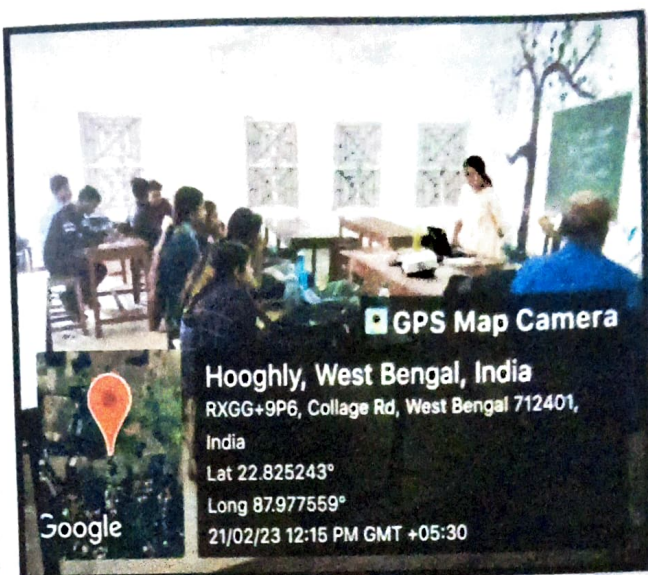 GPS Map Camera
Hooghly, West Bengal, India
RXGG+9P6, Collage Rd, West Bengal 712401,
India
Lat 22.825243°
Long 87.977559°
21/02/23 12:15 PM GMT +05:30
Google